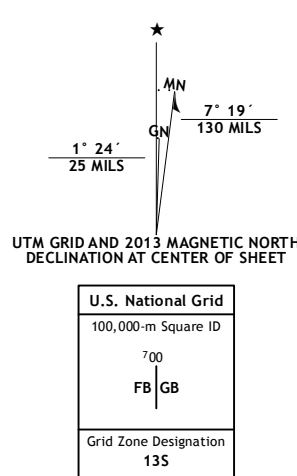 ★
MN
GN
7° 19´
130 MILS
1° 24´
25 MILS
UTM GRID AND 2013 MAGNETIC NORTH
DECLINATION AT CENTER OF SHEET
U.S. National Grid
100,000-m Square ID
⁷00
FB GB
Grid Zone Designation
13S